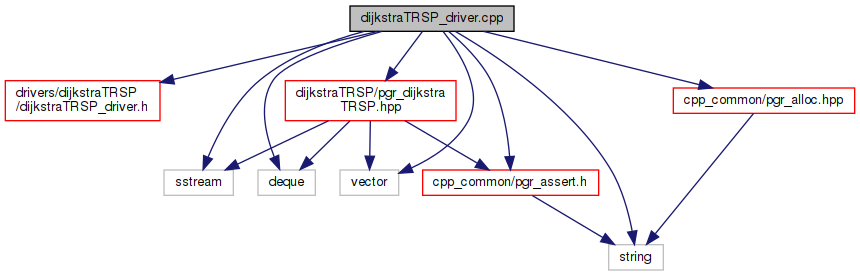 dijkstraTRSP_driver.cpp
drivers/dijkstraTRSP
/dijkstraTRSP_driver.h
dijkstraTRSP/pgr_dijkstra
TRSP.hpp
cpp_common/pgr_alloc.hpp
sstream
deque
vector
cpp_common/pgr_assert.h
string